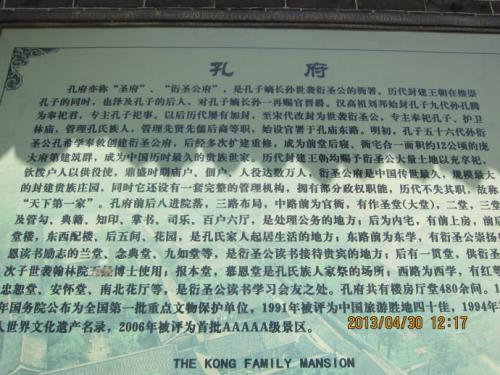 孔 府
孔府亦称“圣府”、“衍圣公府”，是孔子嫡长孙世袭衍圣公的衙署。历代封建王朝在推崇
孔子的同时，也泽及孔子的后人，对孔子嫡长孙一再赐官晋爵。汉高祖刘邦始封孔子九代孙孔腾
为奉祀君，专主孔子祀事。以后历代屡有加封，至宋代改封为世袭衍圣公，专主奉祀孔子、护卫
林庙，管理孔氏族人，管理先贤先儒后裔等职，始设官署于孔庙东路。明初，孔子五十六代孙衍
圣公孔希学奉敕创建衍圣公府，后经多次扩建重修，成为前堂后寝、衙宅合一面积约12公顷的庞
大府第建筑群，成为中国历时最久的贵族世家。历代封建王朝均赐予衍圣公大量土地以充享祀，
钦拨户人以供役使，鼎盛时期庙户、佃户、人役达数万人，衍圣公府是中国传世最久，规模最大
的封建贵族庄园，同时它还设有一套完整的管理机构，拥有部分政权职能，历代不失其职，故称
“天下第一家”。孔府前后八进院落，三路布局，中路前为官衙，有作圣堂(大堂)、二堂、三堂
及管勾、典籍、知印、掌书、司乐、百户六厅，是处理公务的地方；后为内宅，有前上房，前后
堂楼，东西配楼、后五间、花园，是孔氏家人起居生活的地方；东路前为东学，有衍圣公崇扬
恩读书励志的兰堂、念典堂、九如堂等，是衍圣公读书接待贵宾的地方；后有一贯堂，供衍圣
次子世袭翰林院博士使用；报本堂，慕恩堂是孔氏族人家祭的场所；西路为西学，有红
忠恕堂、安怀堂、南北花厅等，是衍圣公读书学习会友之处。孔府共有楼房厅堂480余间。1
年国务院公布为全国第一批重点文物保护单位，1991年被评为中国旅游胜地四十佳，1994年
入世界文化遗产名录，2006年被评为首批AAAAA级景区。
2013/04/30 12:17
THE KONG FAMILY MANSION